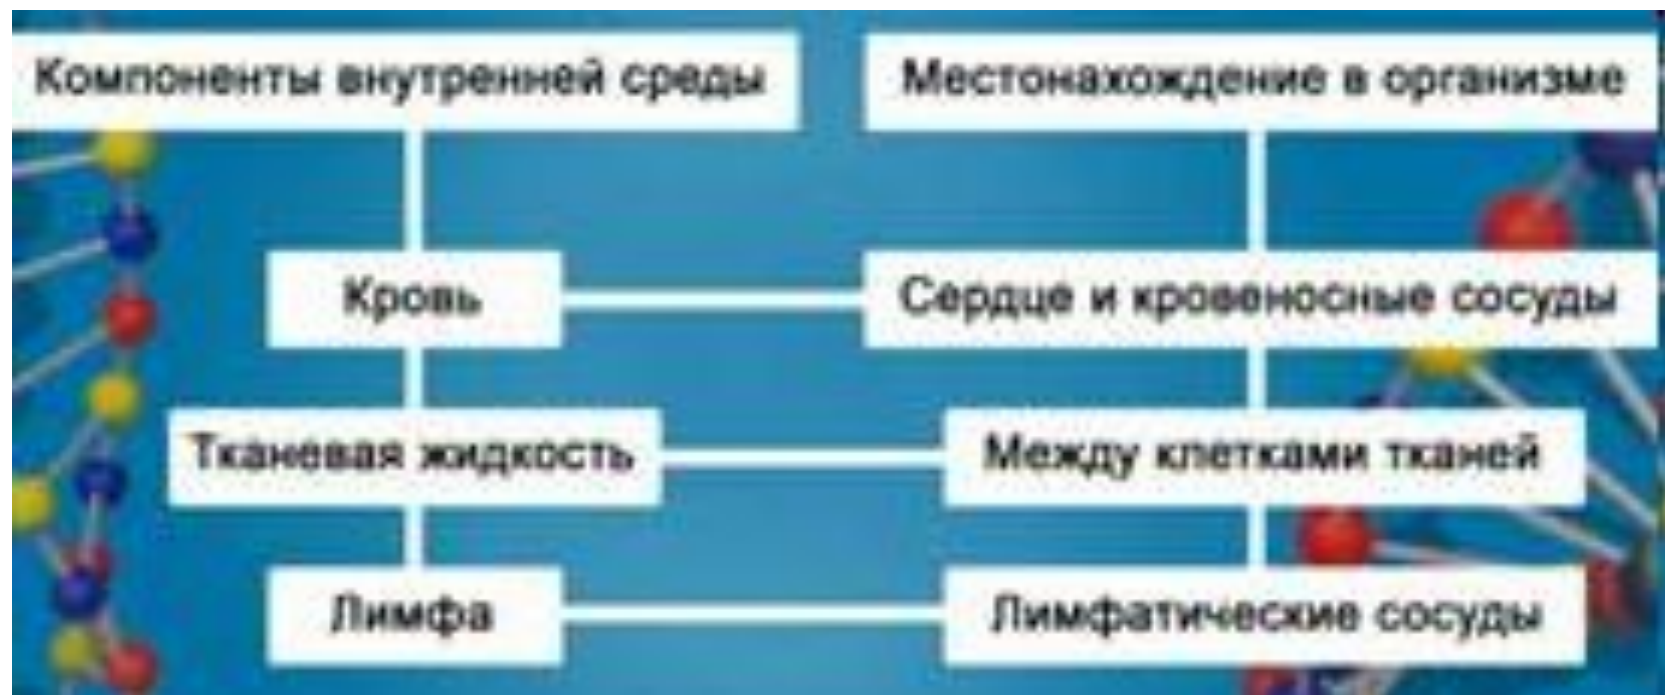 Компоненты внутренней среды
Местонахождение в организме
Кровь
Сердце и кровеносные сосуды
Тканевая жидкость
Между клетками тканей
Лимфа
Лимфатические сосуды